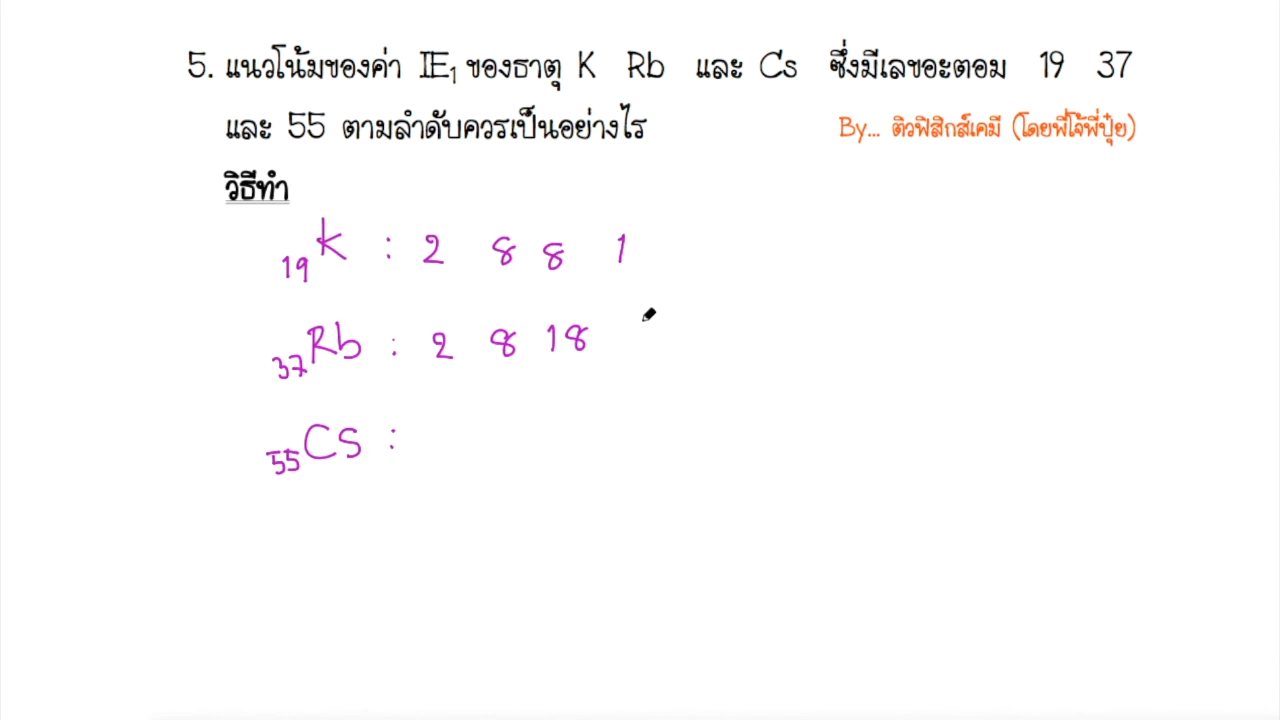 5. แนวโน้มของค่า IE₁ ของธาตุ K Rb และ Cs ซึ่งมีเลขอะตอม 19 37
และ 55 ตามลำดับควรเป็นอย่างไร
By... ติวฟิสิกส์เคมี (โดยพี่โจ้พี่ปุ๋ย)
วิธีทำ
₁₉K : 2 8 8 1
₃₇Rb : 2 8 18
₅₅Cs :